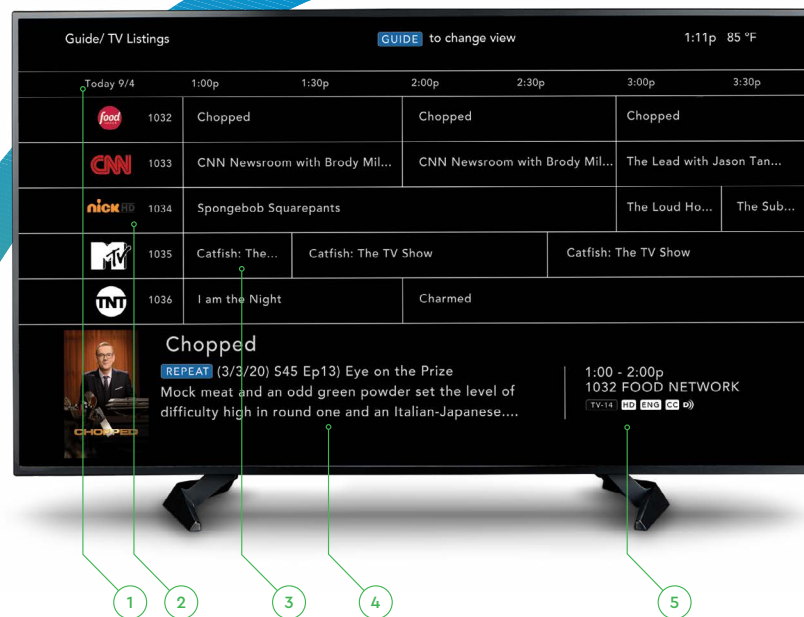 Guide/ TV Listings GUIDE to change view 1:11p 85 °F
Today 9/4 1:00p 1:30p 2:00p 2:30p 3:00p 3:30p
food 1032 Chopped Chopped Chopped
CNN 1033 CNN Newsroom with Brody Mil... CNN Newsroom with Brody Mil... The Lead with Jason Tan...
nick HD 1034 Spongebob Squarepants The Loud Ho... The Sub...
MTV 1035 Catfish: The... Catfish: The TV Show Catfish: The TV Show
TNT 1036 I am the Night Charmed
Chopped
REPEAT (3/3/20) S45 Ep13) Eye on the Prize
Mock meat and an odd green powder set the level of
difficulty high in round one and an Italian-Japanese....
CHOPPED
1:00 - 2:00p
1032 FOOD NETWORK
TV-14 HD ENG CC D))
1 2 3 4 5